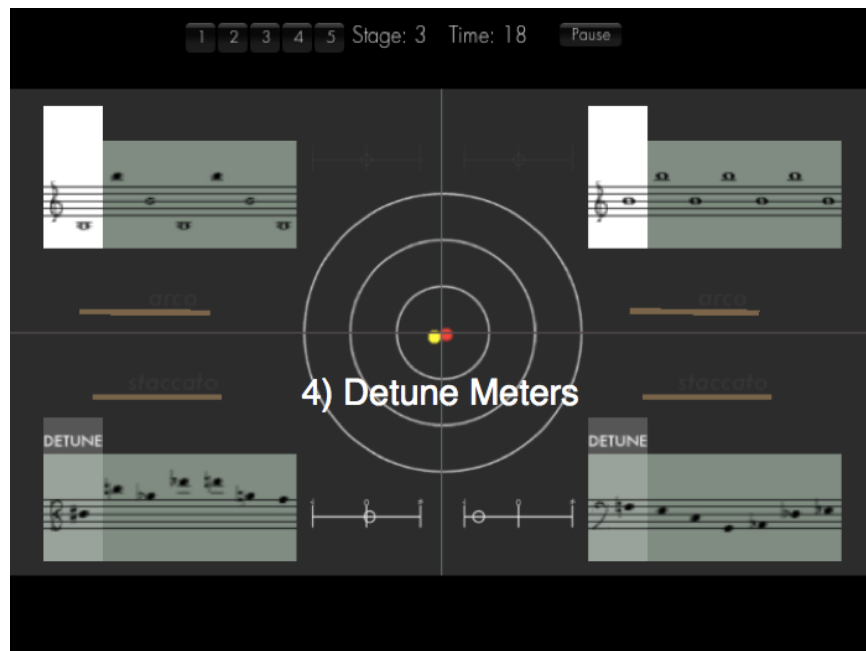 1 2 3 4 5 Stage: 3 Time: 18 Pause
arco arco
staccato staccato
4) Detune Meters
DETUNE DETUNE